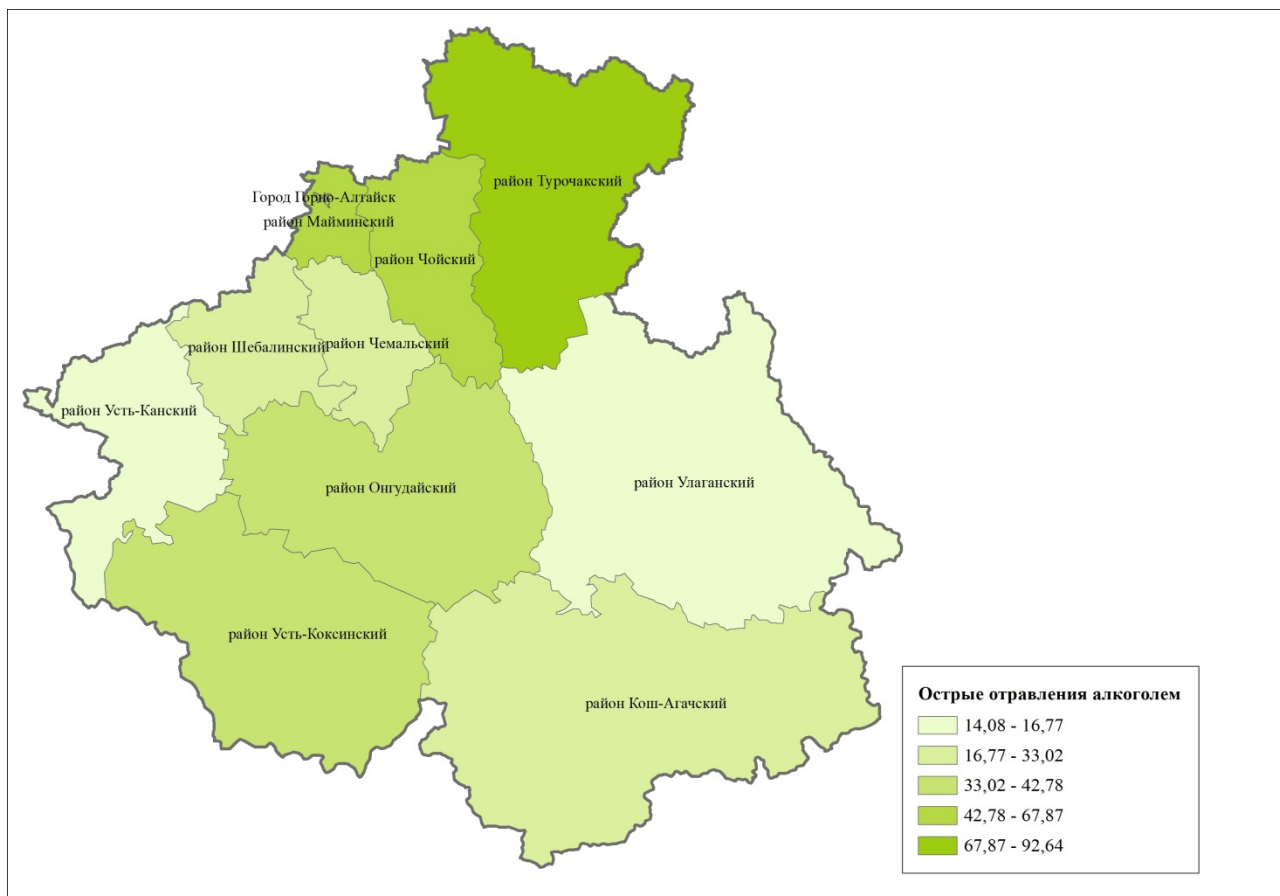 район Турочакский
Город Горно-Алтайск
район Майминский
район Чойский
район Шебалинский
район Чемальский
район Усть-Канский
район Улаганский
район Онгудайский
район Усть-Коксинский
район Кош-Агачский
Острые отравления алкоголем
14,08 - 16,77
16,77 - 33,02
33,02 - 42,78
42,78 - 67,87
67,87 - 92,64